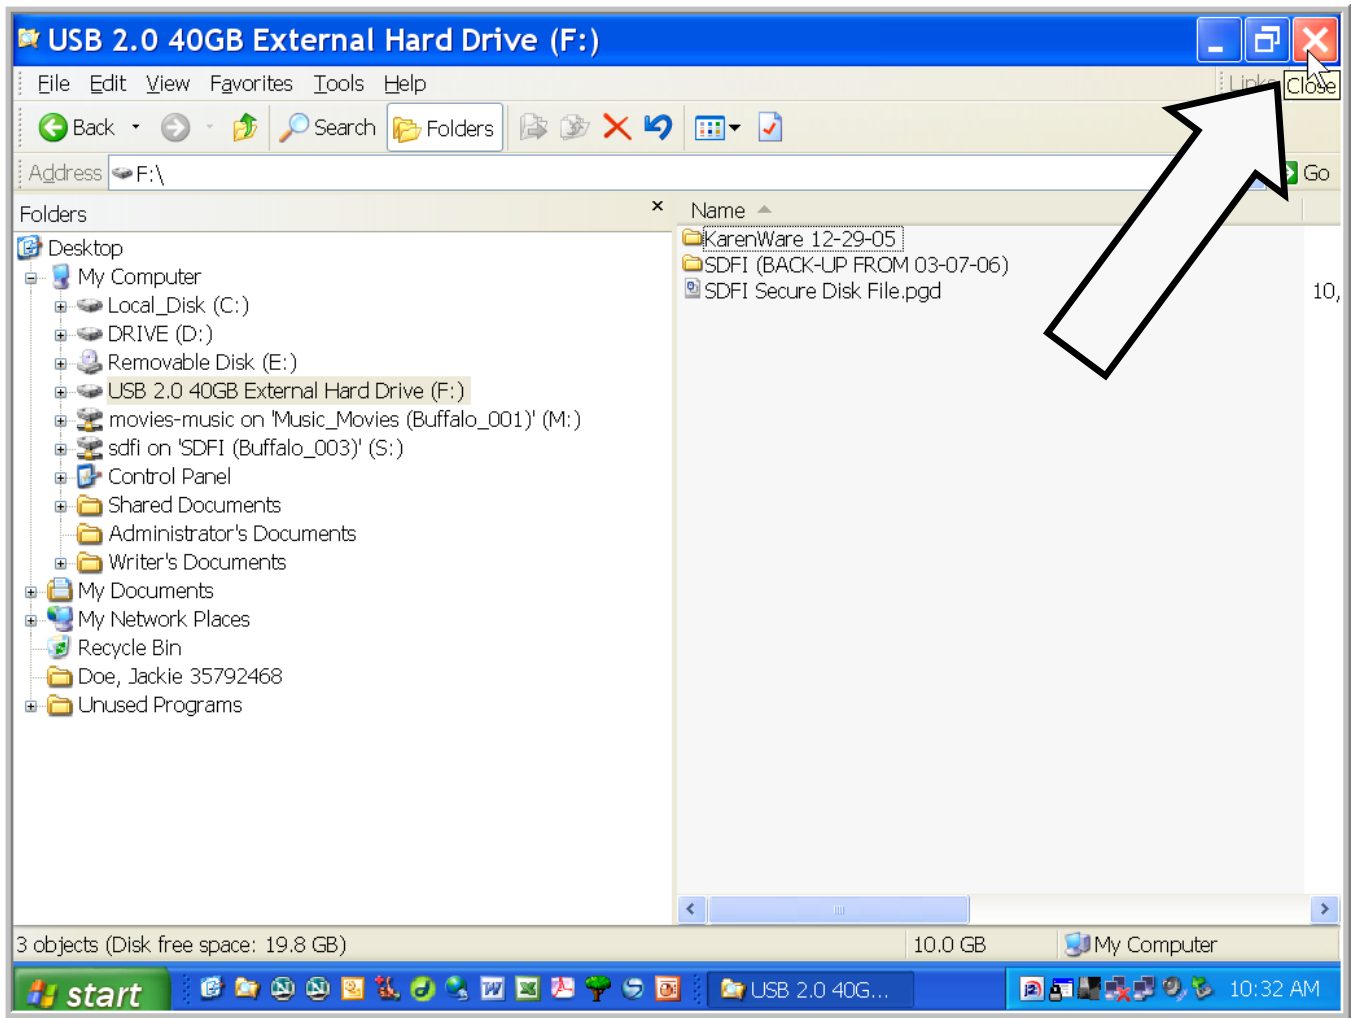 USB 2.0 40GB External Hard Drive (F:)
File Edit View Favorites Tools Help
Links
Close
Back Search Folders
Address F:\ Go
Folders
Name
Desktop
My Computer
Local_Disk (C:)
DRIVE (D:)
Removable Disk (E:)
USB 2.0 40GB External Hard Drive (F:)
movies-music on 'Music_Movies (Buffalo_001)' (M:)
sdfi on 'SDFI (Buffalo_003)' (S:)
Control Panel
Shared Documents
Administrator's Documents
Writer's Documents
My Documents
My Network Places
Recycle Bin
Doe, Jackie 35792468
Unused Programs
KarenWare 12-29-05
SDFI (BACK-UP FROM 03-07-06)
SDFI Secure Disk File.pgd 10,
3 objects (Disk free space: 19.8 GB) 10.0 GB My Computer
start USB 2.0 40G... 10:32 AM